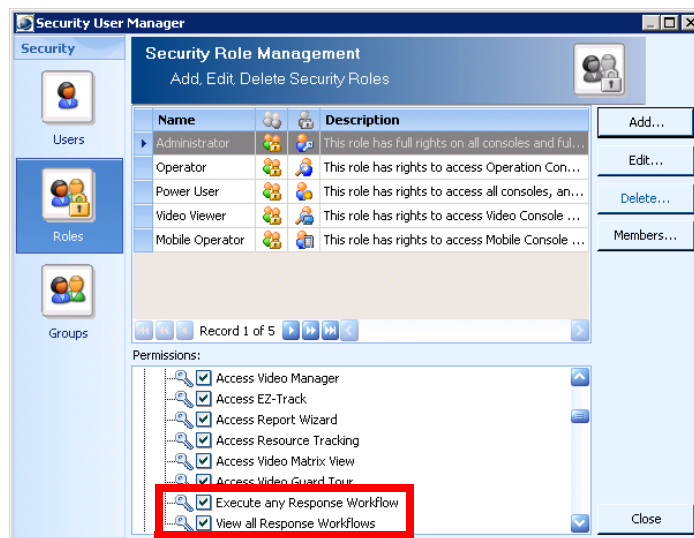 Security User Manager
Security
Security Role Management
Add, Edit, Delete Security Roles
Users
Roles
Groups
Name Description
Administrator This role has full rights on all consoles and ful...
Operator This role has rights to access Operation Con...
Power User This role has rights to access all consoles, an...
Video Viewer This role has rights to access Video Console ...
Mobile Operator This role has rights to access Mobile Console ...
Record 1 of 5
Add...
Edit...
Delete...
Members...
Permissions:
Access Video Manager
Access EZ-Track
Access Report Wizard
Access Resource Tracking
Access Video Matrix View
Access Video Guard Tour
Execute any Response Workflow
View all Response Workflows
Close